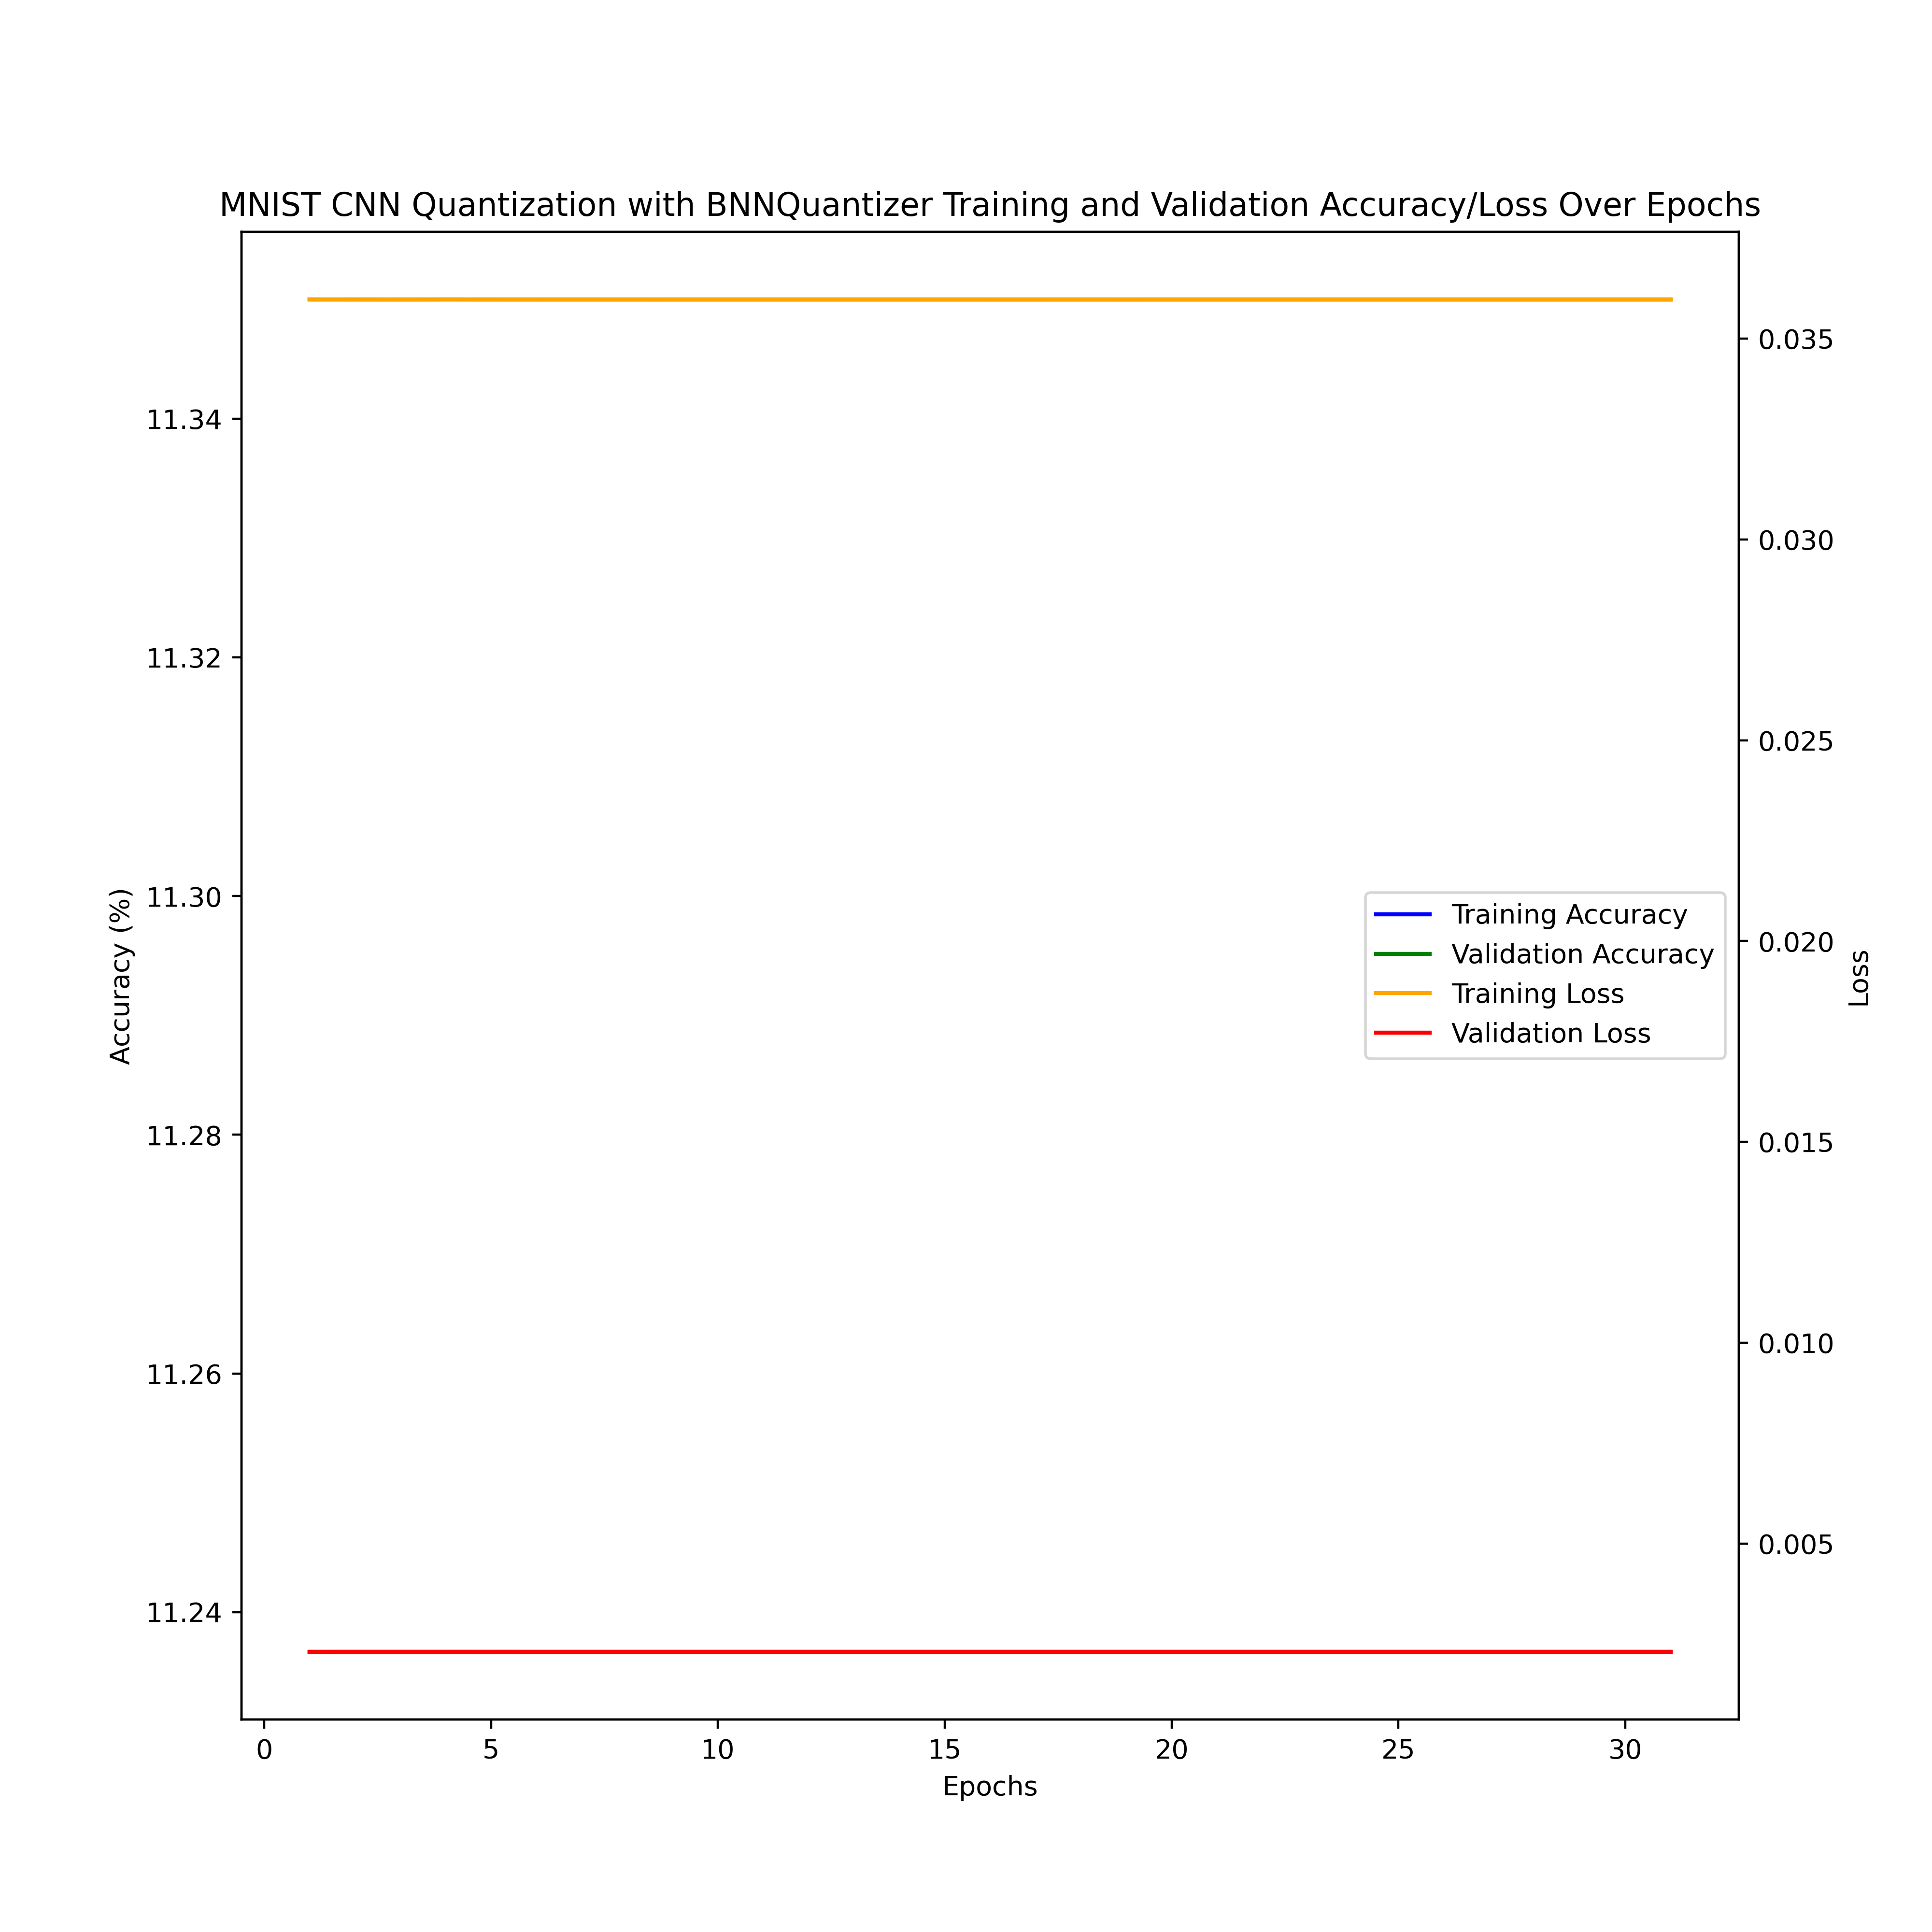 MNIST CNN Quantization with BNNQuantizer Training and Validation Accuracy/Loss Over Epochs
11.34
11.32
11.30
11.28
11.26
11.24
Accuracy (%)
0.035
0.030
0.025
0.020
0.015
0.010
0.005
Loss
Training Accuracy
Validation Accuracy
Training Loss
Validation Loss
0 5 10 15 20 25 30
Epochs